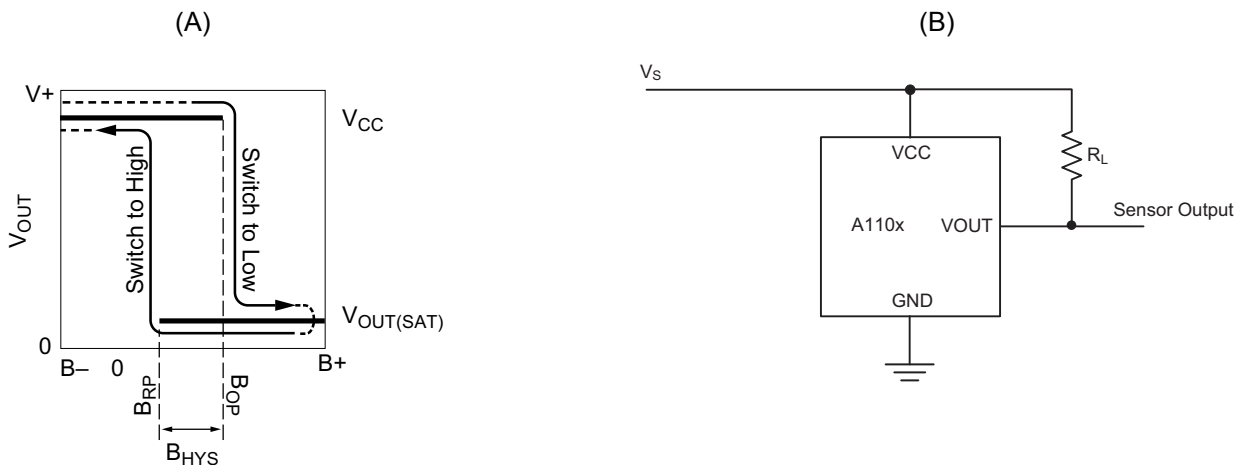 (A)
V+
VCC
Switch to High
Switch to Low
VOUT
VOUT(SAT)
0
B– 0 B+
BRP
BOP
BHYS
(B)
VS
VCC
RL
A110x
VOUT
Sensor Output
GND